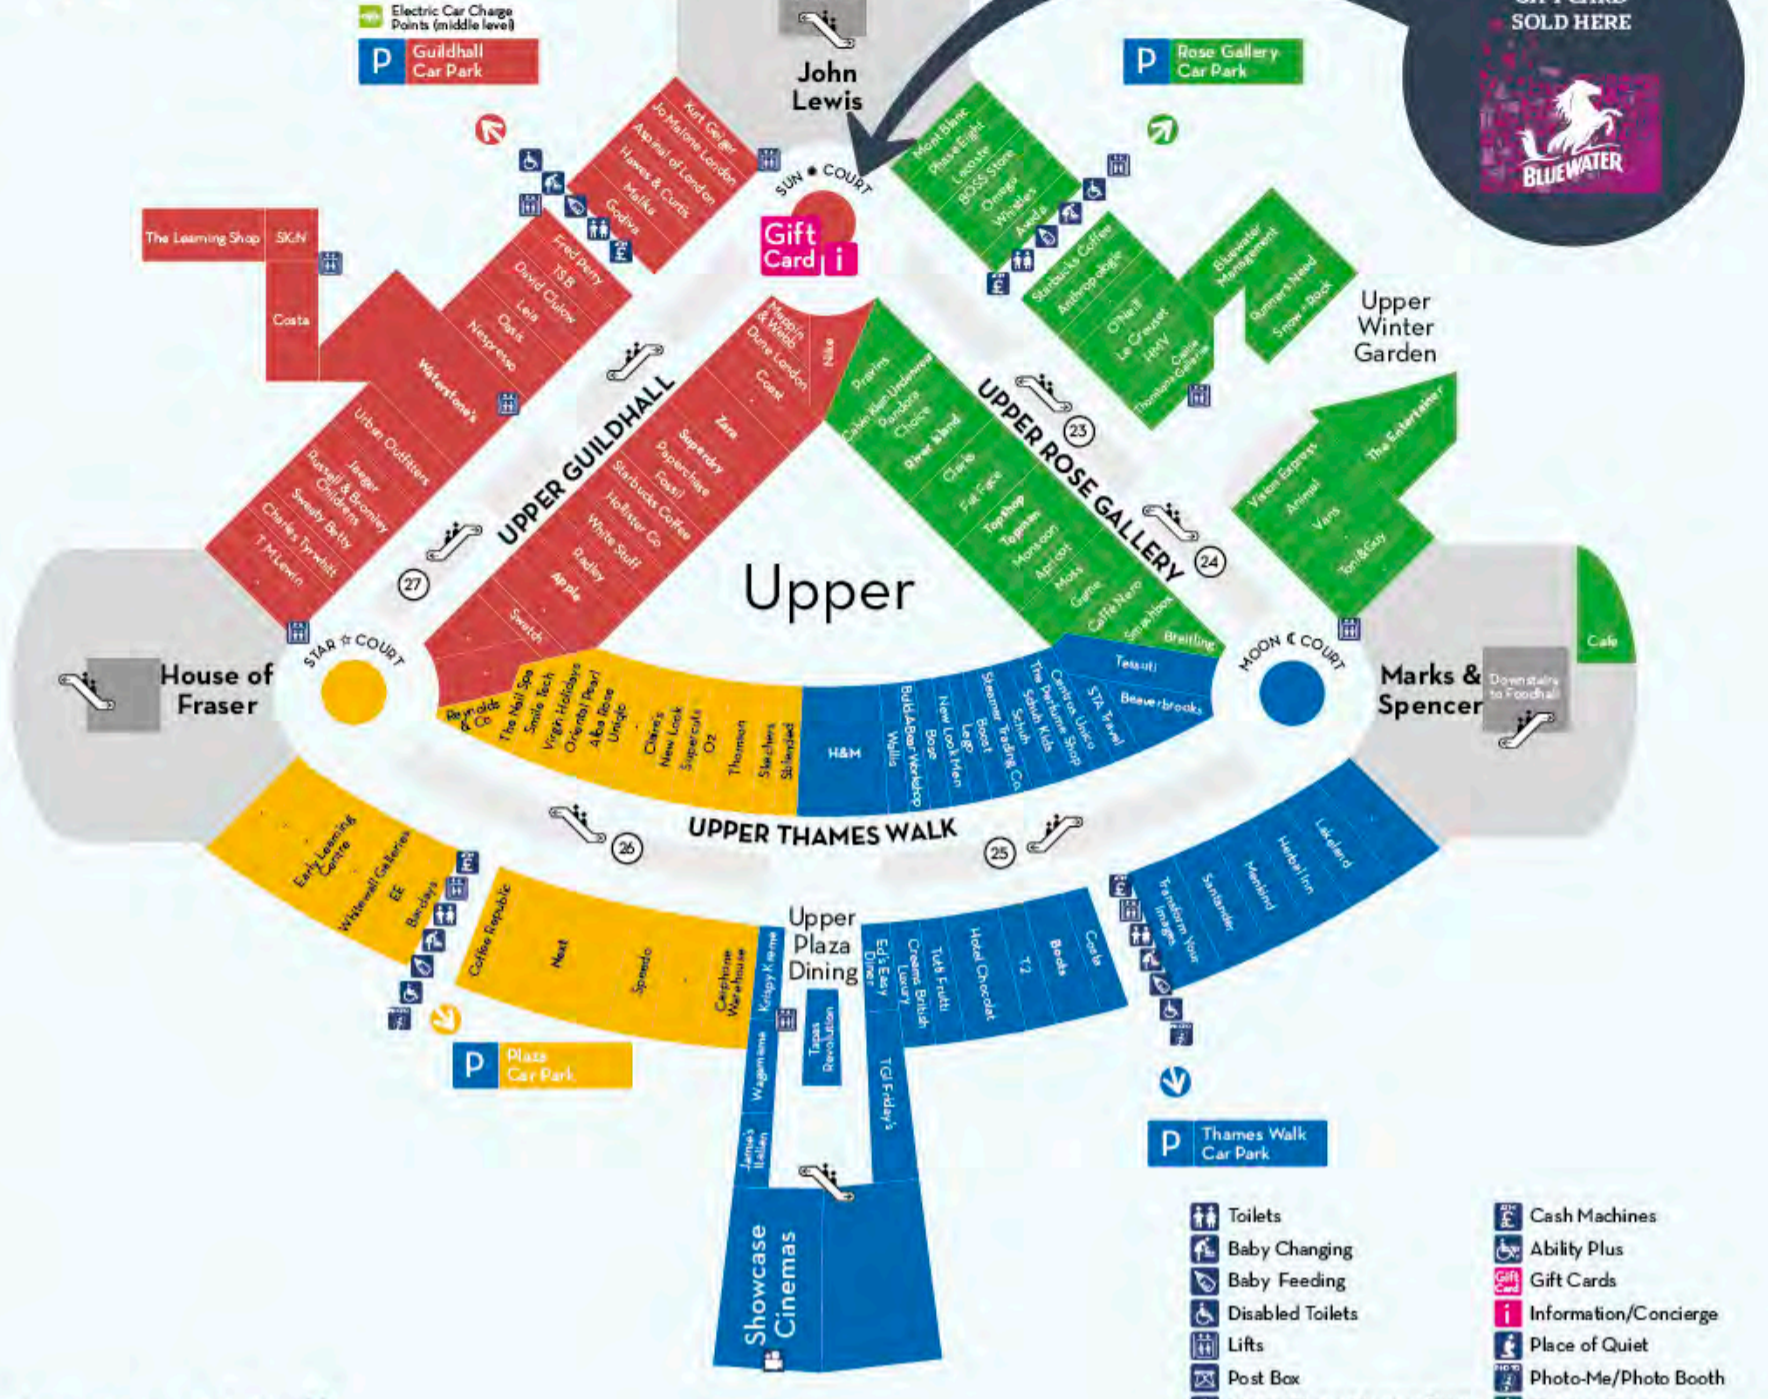 Electric Car Charge
Points (middle level)
P
Guildhall
Car Park
John
Lewis
P
Rose Gallery
Car Park
SOLD HERE
BLUEWATER
SUN COURT
Gift
Card i
Kurt Geiger
Jo Malone London
Aspinal of London
Hawes & Curtis
Malika
Godiva
Fred Perry
TSB
David Clulow
Leia
Oasis
Nespresso
The Learning Shop
SK:N
Costa
Waterstone's
Urban Outfitters
Jaeger
Russell & Bromley
Childrens
Sweaty Betty
Charles Tyrwhitt
T.M.Lewin
Mappin
& Webb
Dune London
Coast
Nike
Zara
Superdry
Paperchase
Fossil
Starbucks Coffee
Hollister Co
White Stuff
Radley
Apple
Swatch
UPPER GUILDHALL
27
Mont Blanc
Phase Eight
Lacoste
BOSS Store
Omega
Whistles
Awida
Starbucks Coffee
Anthropologie
O'Neill
Le Creuset
HMV
Castle
Galleries
Thorntons
Bluewater
Management
Runners Need
Snow + Rock
Upper
Winter
Garden
Pravins
Calvin Klein Underwear
Pandora
Choice
River Island
Clarks
Fat Face
Topshop
Topman
Monsoon
Apricot
Moss
Game
Caffè Nero
Smashbox
Breitling
UPPER ROSE GALLERY
23
24
Vision Express
Animal
Vans
Toni&Guy
The Entertainer
Upper
STAR COURT
House of
Fraser
MOON COURT
Marks &
Spencer
Downstairs
to Foodhall
Cafe
Reynolds
& Co
The Nail Spa
Smile Tech
Virgin Holidays
Oriental Pearl
Alba Rose
Uniqlo
Claire's
New Look
Supercuts
O2
Thomson
Skechers
Sblended
H&M
Wallis
Build-A-Bear Workshop
Bose
New Look Men
Lego
Boost
Steamer Trading Co.
Schuh
Schuh Kids
The Perfume Shop
Centros Unico
STA Travel
Tessuti
Beaverbrooks
UPPER THAMES WALK
26
25
Early Learning
Centre
Whitewall Galleries
EE
Barclays
Coffee Republic
Next
Speedo
Carphone
Warehouse
Krispy Kreme
Wagamama
Jamie's
Italian
Upper
Plaza
Dining
Tapas
Revolution
Ed's Easy
Diner
Creams British
Luxury
Tutti Frutti
Hotel Chocolat
T2
Boots
Costa
TGI Friday's
Showcase
Cinemas
Transform Your
Images
Santander
Menkind
Herbal Inn
Lakeland
P
Plaza
Car Park
P
Thames Walk
Car Park
Toilets
Baby Changing
Baby Feeding
Disabled Toilets
Lifts
Post Box
Cash Machines
Ability Plus
Gift Cards
Information/Concierge
Place of Quiet
Photo-Me/Photo Booth